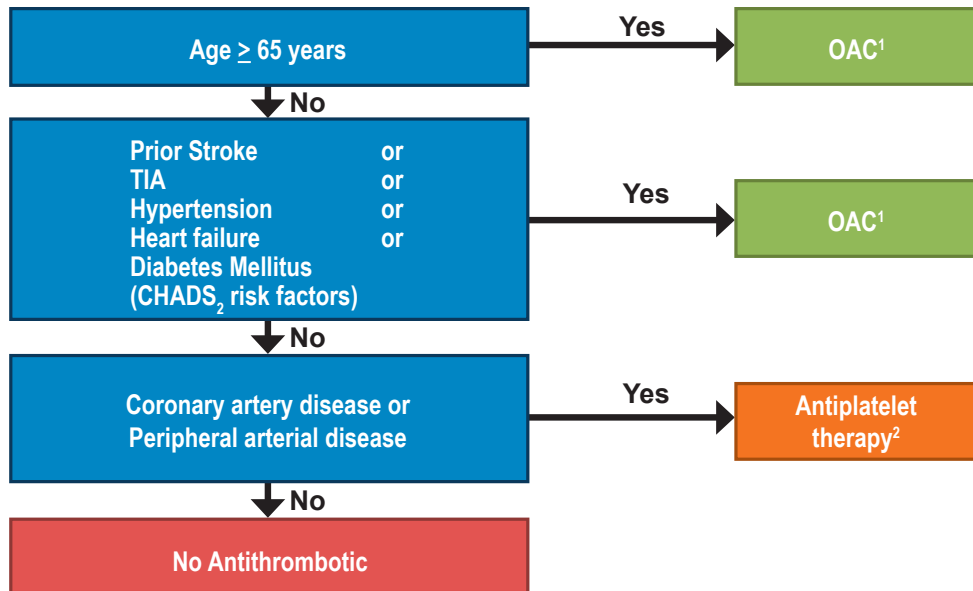 Age ≥ 65 years
Yes
OAC¹
No
Prior Stroke or
TIA or
Hypertension or
Heart failure or
Diabetes Mellitus
(CHADS₂ risk factors)
Yes
OAC¹
No
Coronary artery disease or
Peripheral arterial disease
Yes
Antiplatelet
therapy²
No
No Antithrombotic